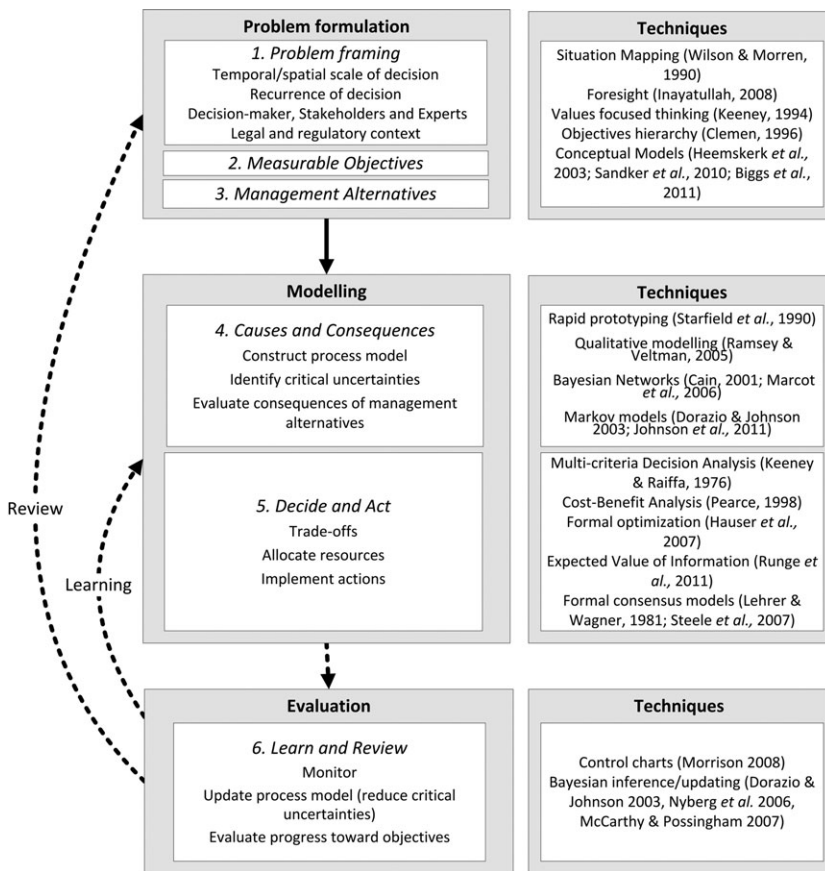 Problem formulation
1. Problem framing
Temporal/spatial scale of decision
Recurrence of decision
Decision-maker, Stakeholders and Experts
Legal and regulatory context
2. Measurable Objectives
3. Management Alternatives
Techniques
Situation Mapping (Wilson & Morren,
1990)
Foresight (Inayatullah, 2008)
Values focused thinking (Keeney, 1994)
Objectives hierarchy (Clemen, 1996)
Conceptual Models (Heemskerk et al.,
2003; Sandker et al., 2010; Biggs et al.,
2011)
Modelling
4. Causes and Consequences
Construct process model
Identify critical uncertainties
Evaluate consequences of management
alternatives
5. Decide and Act
Trade-offs
Allocate resources
Implement actions
Techniques
Rapid prototyping (Starfield et al., 1990)
Qualitative modelling (Ramsey &
Veltman, 2005)
Bayesian Networks (Cain, 2001; Marcot
et al., 2006)
Markov models (Dorazio & Johnson
2003; Johnson et al., 2011)
Multi-criteria Decision Analysis (Keeney
& Raiffa, 1976)
Cost-Benefit Analysis (Pearce, 1998)
Formal optimization (Hauser et al.,
2007)
Expected Value of Information (Runge et
al., 2011)
Formal consensus models (Lehrer &
Wagner, 1981; Steele et al., 2007)
Review
Learning
Evaluation
6. Learn and Review
Monitor
Update process model (reduce critical
uncertainties)
Evaluate progress toward objectives
Techniques
Control charts (Morrison 2008)
Bayesian inference/updating (Dorazio &
Johnson 2003, Nyberg et al. 2006,
McCarthy & Possingham 2007)